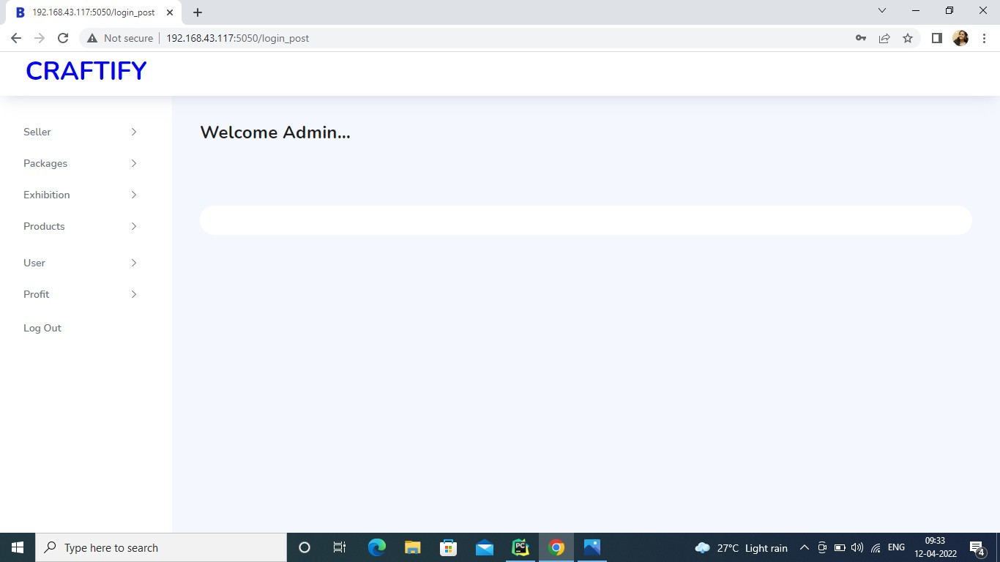 B 192.168.43.117:5050/login_post
Not secure 192.168.43.117:5050/login_post
CRAFTIFY
Seller
Packages
Exhibition
Products
User
Profit
Log Out
Welcome Admin...
Type here to search
PC
27°C Light rain
ENG
09:33
12-04-2022
4